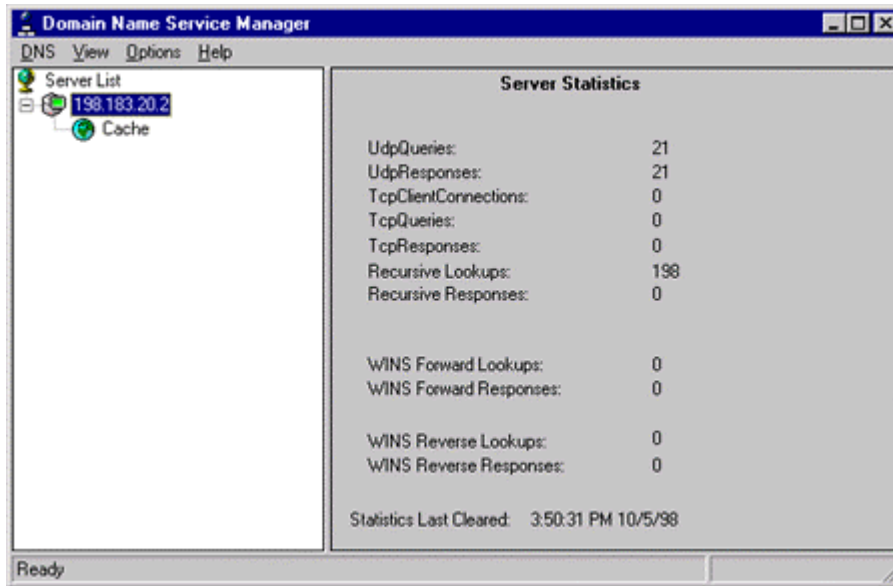 Domain Name Service Manager
DNS View Options Help
Server List
198.183.20.2
Cache
Server Statistics
UdpQueries: 21
UdpResponses: 21
TcpClientConnections: 0
TcpQueries: 0
TcpResponses: 0
Recursive Lookups: 198
Recursive Responses: 0
WINS Forward Lookups: 0
WINS Forward Responses: 0
WINS Reverse Lookups: 0
WINS Reverse Responses: 0
Statistics Last Cleared: 3:50:31 PM 10/5/98
Ready